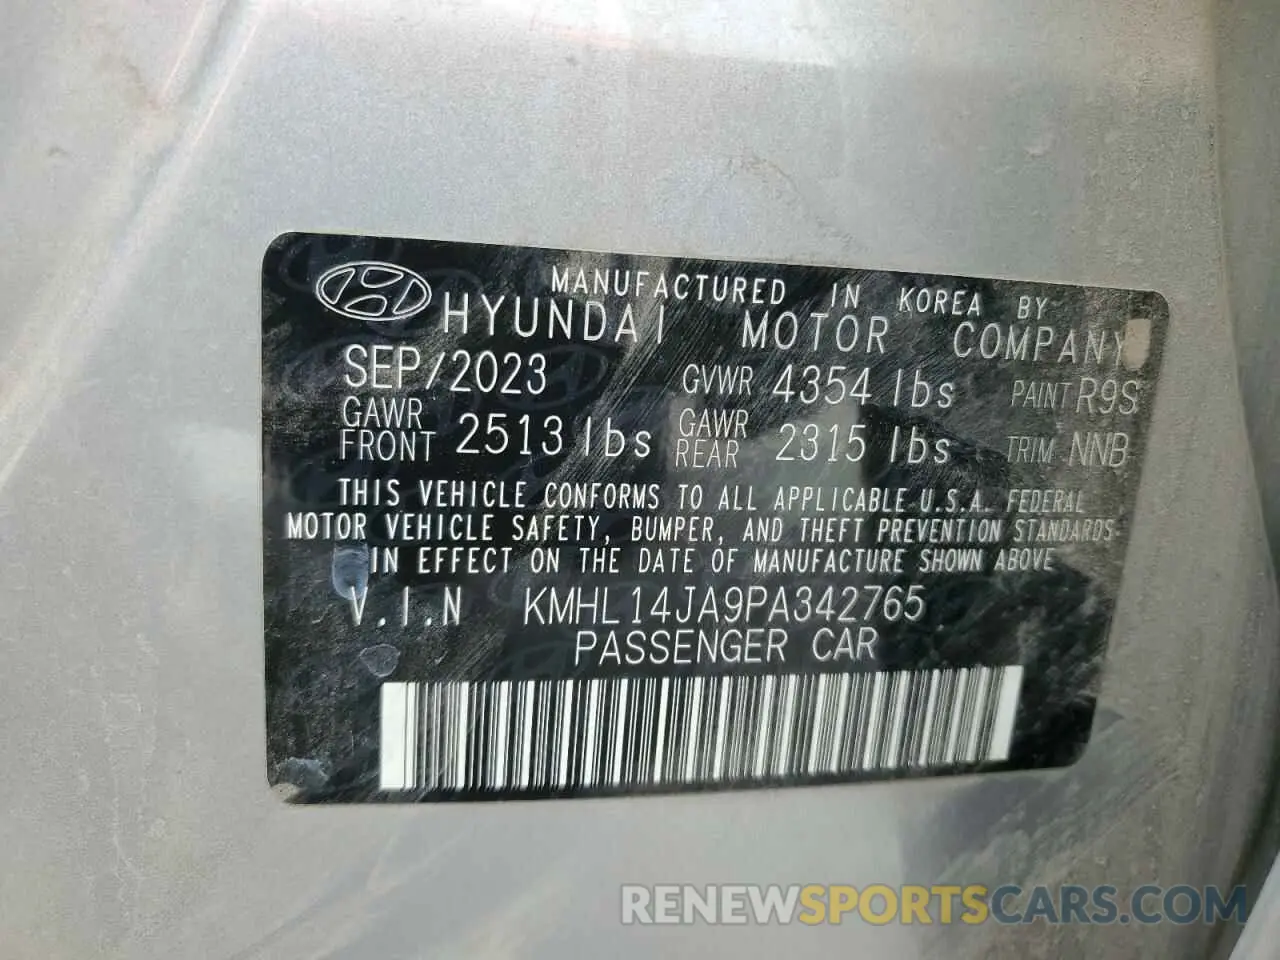 MANUFACTURED IN KOREA BY
HYUNDAI MOTOR COMPANY
SEP/2023 GVWR 4354 lbs PAINT R9S
GAWR FRONT 2513 lbs GAWR REAR 2315 lbs TRIM NNB
THIS VEHICLE CONFORMS TO ALL APPLICABLE U.S.A. FEDERAL
MOTOR VEHICLE SAFETY, BUMPER, AND THEFT PREVENTION STANDARDS
IN EFFECT ON THE DATE OF MANUFACTURE SHOWN ABOVE
V.I.N KMHL14JA9PA342765
PASSENGER CAR
RENEWSPORTSCARS.COM